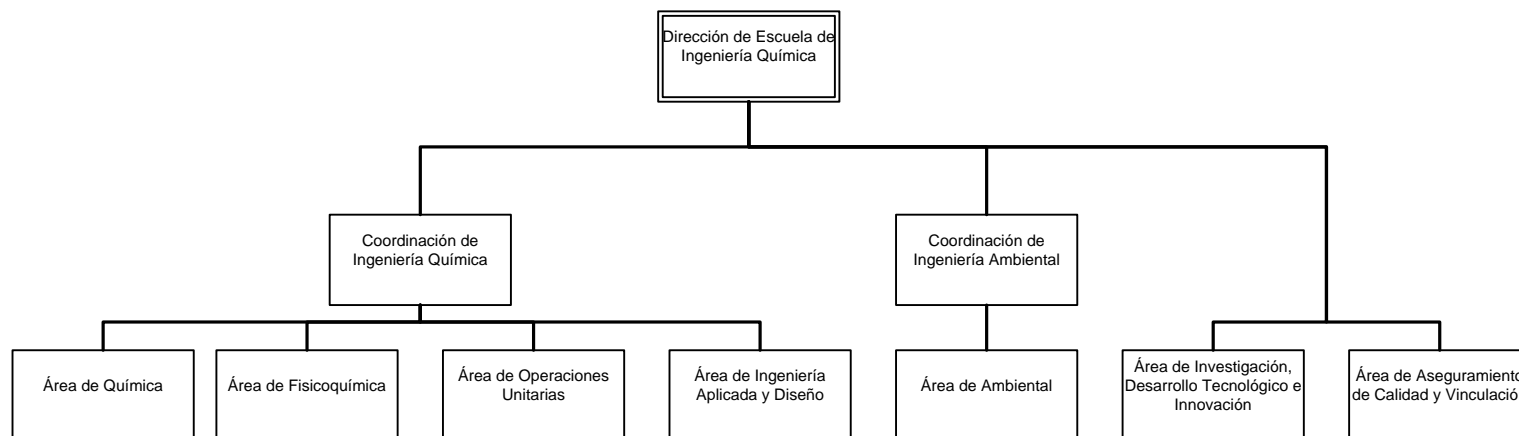 Dirección de Escuela de
Ingeniería Química
Coordinación de
Ingeniería Química
Coordinación de
Ingeniería Ambiental
Área de Química
Área de Fisicoquímica
Área de Operaciones
Unitarias
Área de Ingeniería
Aplicada y Diseño
Área de Ambiental
Área de Investigación,
Desarrollo Tecnológico e
Innovación
Área de Aseguramiento
de Calidad y Vinculació